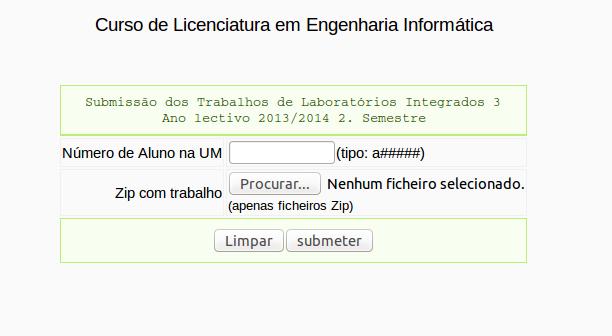 Curso de Licenciatura em Engenharia Informática
Submissão dos Trabalhos de Laboratórios Integrados 3
Ano lectivo 2013/2014 2. Semestre
Número de Aluno na UM (tipo: a#####)
Zip com trabalho Procurar... Nenhum ficheiro selecionado.
(apenas ficheiros Zip)
Limpar submeter